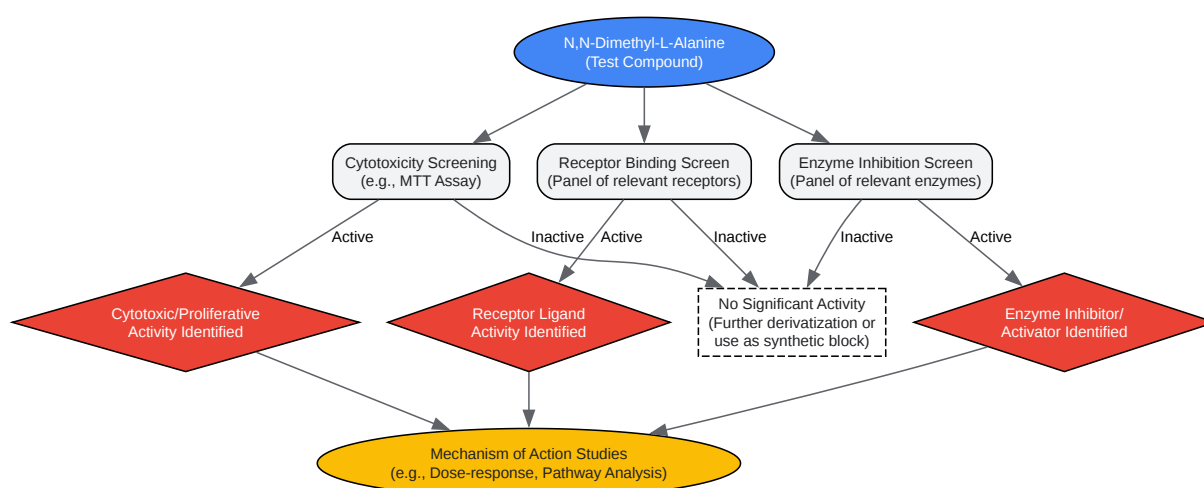 N,N-Dimethyl-L-Alanine
(Test Compound)
Cytotoxicity Screening
(e.g., MTT Assay)
Receptor Binding Screen
(Panel of relevant receptors)
Enzyme Inhibition Screen
(Panel of relevant enzymes)
Active
Inactive
Active
Inactive
Inactive
Active
Cytotoxic/Proliferative
Activity Identified
Receptor Ligand
Activity Identified
No Significant Activity
(Further derivatization or
use as synthetic block)
Enzyme Inhibitor/
Activator Identified
Mechanism of Action Studies
(e.g., Dose-response, Pathway Analysis)